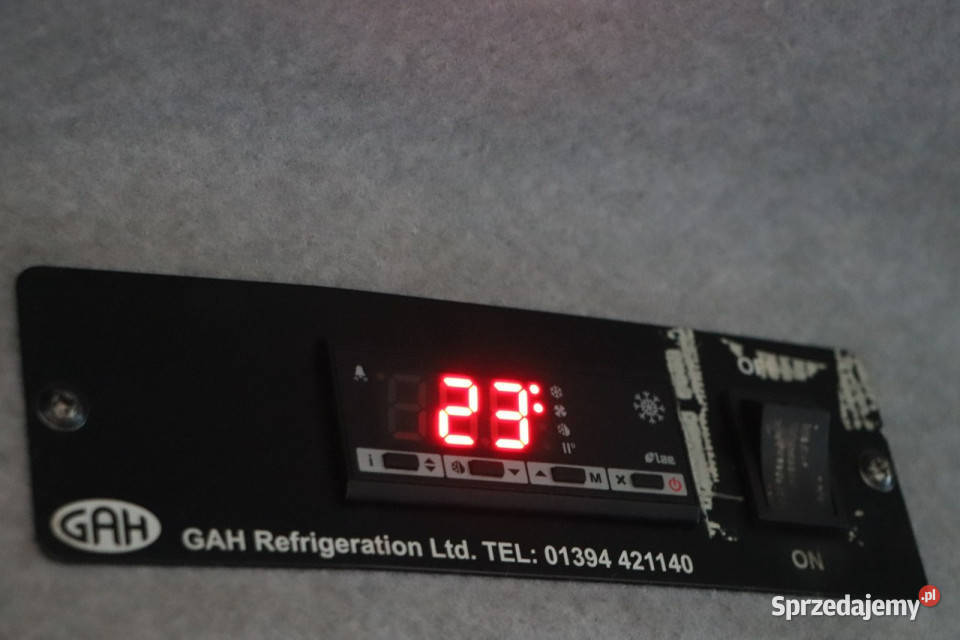 23
i
M
GAH
GAH Refrigeration Ltd. TEL: 01394 421140
ON
Sprzedajemy.pl